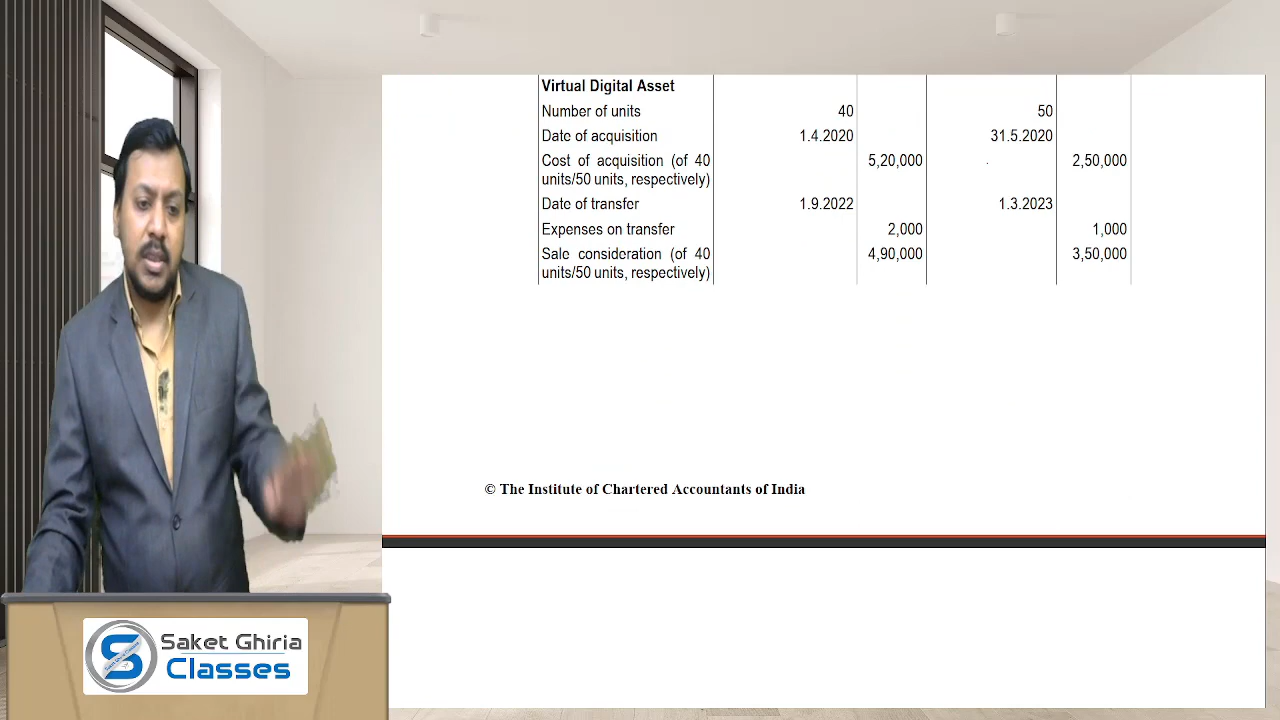 Virtual Digital Asset
Number of units 40 50
Date of acquisition 1.4.2020 31.5.2020
Cost of acquisition (of 40 5,20,000 2,50,000
units/50 units, respectively)
Date of transfer 1.9.2022 1.3.2023
Expenses on transfer 2,000 1,000
Sale consideration (of 40 4,90,000 3,50,000
units/50 units, respectively)
© The Institute of Chartered Accountants of India
Saket Ghiria
Classes